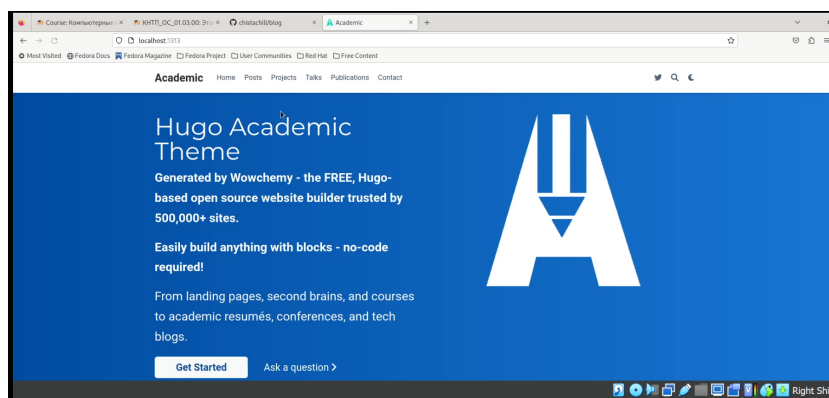 Course: Компьютерные
КНТП_ОС_01.03.00: Эта
chistachill/blog
Academic
localhost:1313
Most Visited Fedora Docs Fedora Magazine Fedora Project User Communities Red Hat Free Content
Academic Home Posts Projects Talks Publications Contact
Hugo Academic
Theme
Generated by Wowchemy - the FREE, Hugo-
based open source website builder trusted by
500,000+ sites.
Easily build anything with blocks - no-code
required!
From landing pages, second brains, and courses
to academic resumés, conferences, and tech
blogs.
Get Started Ask a question
Right Shi